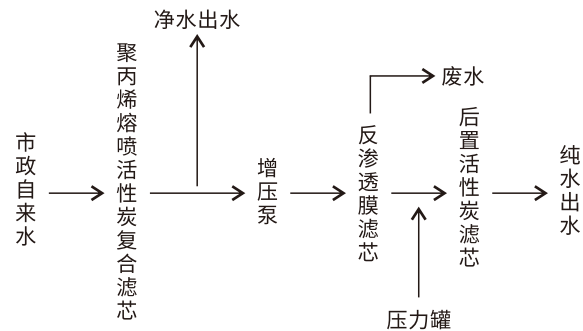 净水出水
市政自来水
聚丙烯熔喷活性炭复合滤芯
增压泵
反渗透膜滤芯
废水
后置活性炭滤芯
纯水出水
压力罐